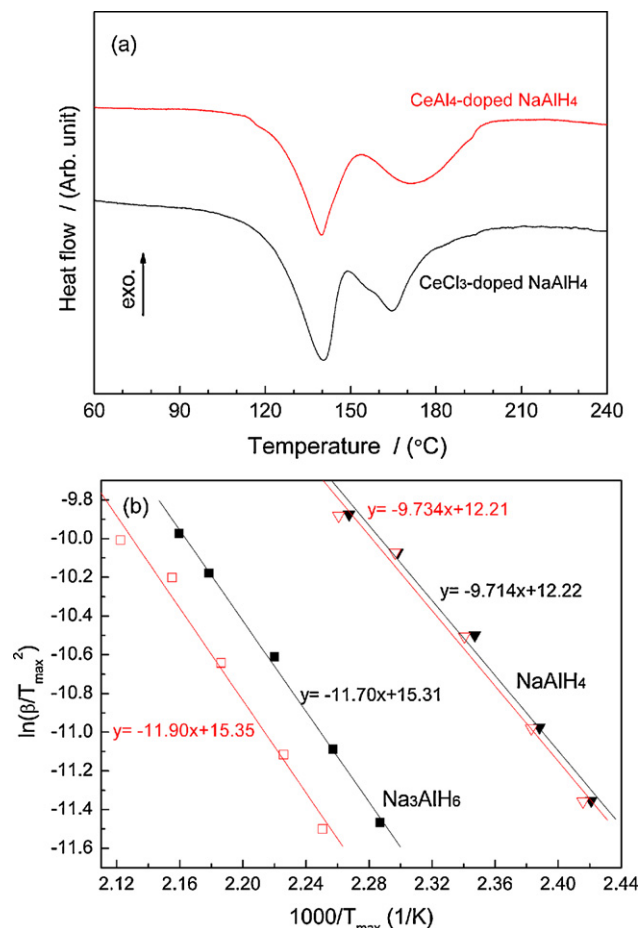 (a)
CeAl4-doped NaAlH4
CeCl3-doped NaAlH4
exo.
Heat flow / (Arb. unit)
60 90 120 150 180 210 240
Temperature / (°C)
(b)
-9.8
-10.0
-10.2
-10.4
-10.6
-10.8
-11.0
-11.2
-11.4
-11.6
ln(β/Tmax²)
y= -9.734x+12.21
y= -9.714x+12.22
NaAlH4
y= -11.70x+15.31
y= -11.90x+15.35
Na3AlH6
2.12 2.16 2.20 2.24 2.28 2.32 2.36 2.40 2.44
1000/Tmax (1/K)